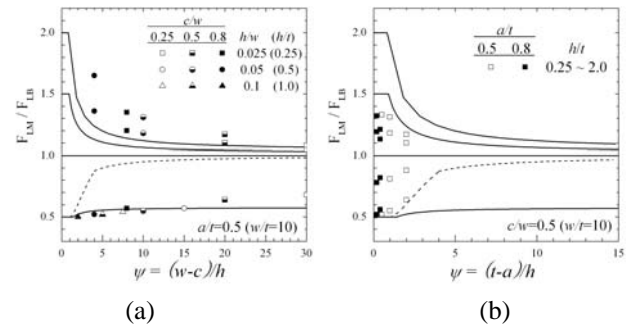 2.0
1.5
1.0
0.5
0 5 10 15 20 25 30
F_LM / F_LB
c/w
0.25 0.5 0.8 h/w (h/t)
0.025 (0.25)
0.05 (0.5)
0.1 (1.0)
a/t=0.5 (w/t=10)
ψ = (w-c)/h
(a)
2.0
1.5
1.0
0.5
0 5 10 15
F_LM / F_LB
a/t
0.5 0.8 h/t
0.25 ~ 2.0
c/w=0.5 (w/t=10)
ψ = (t-a)/h
(b)